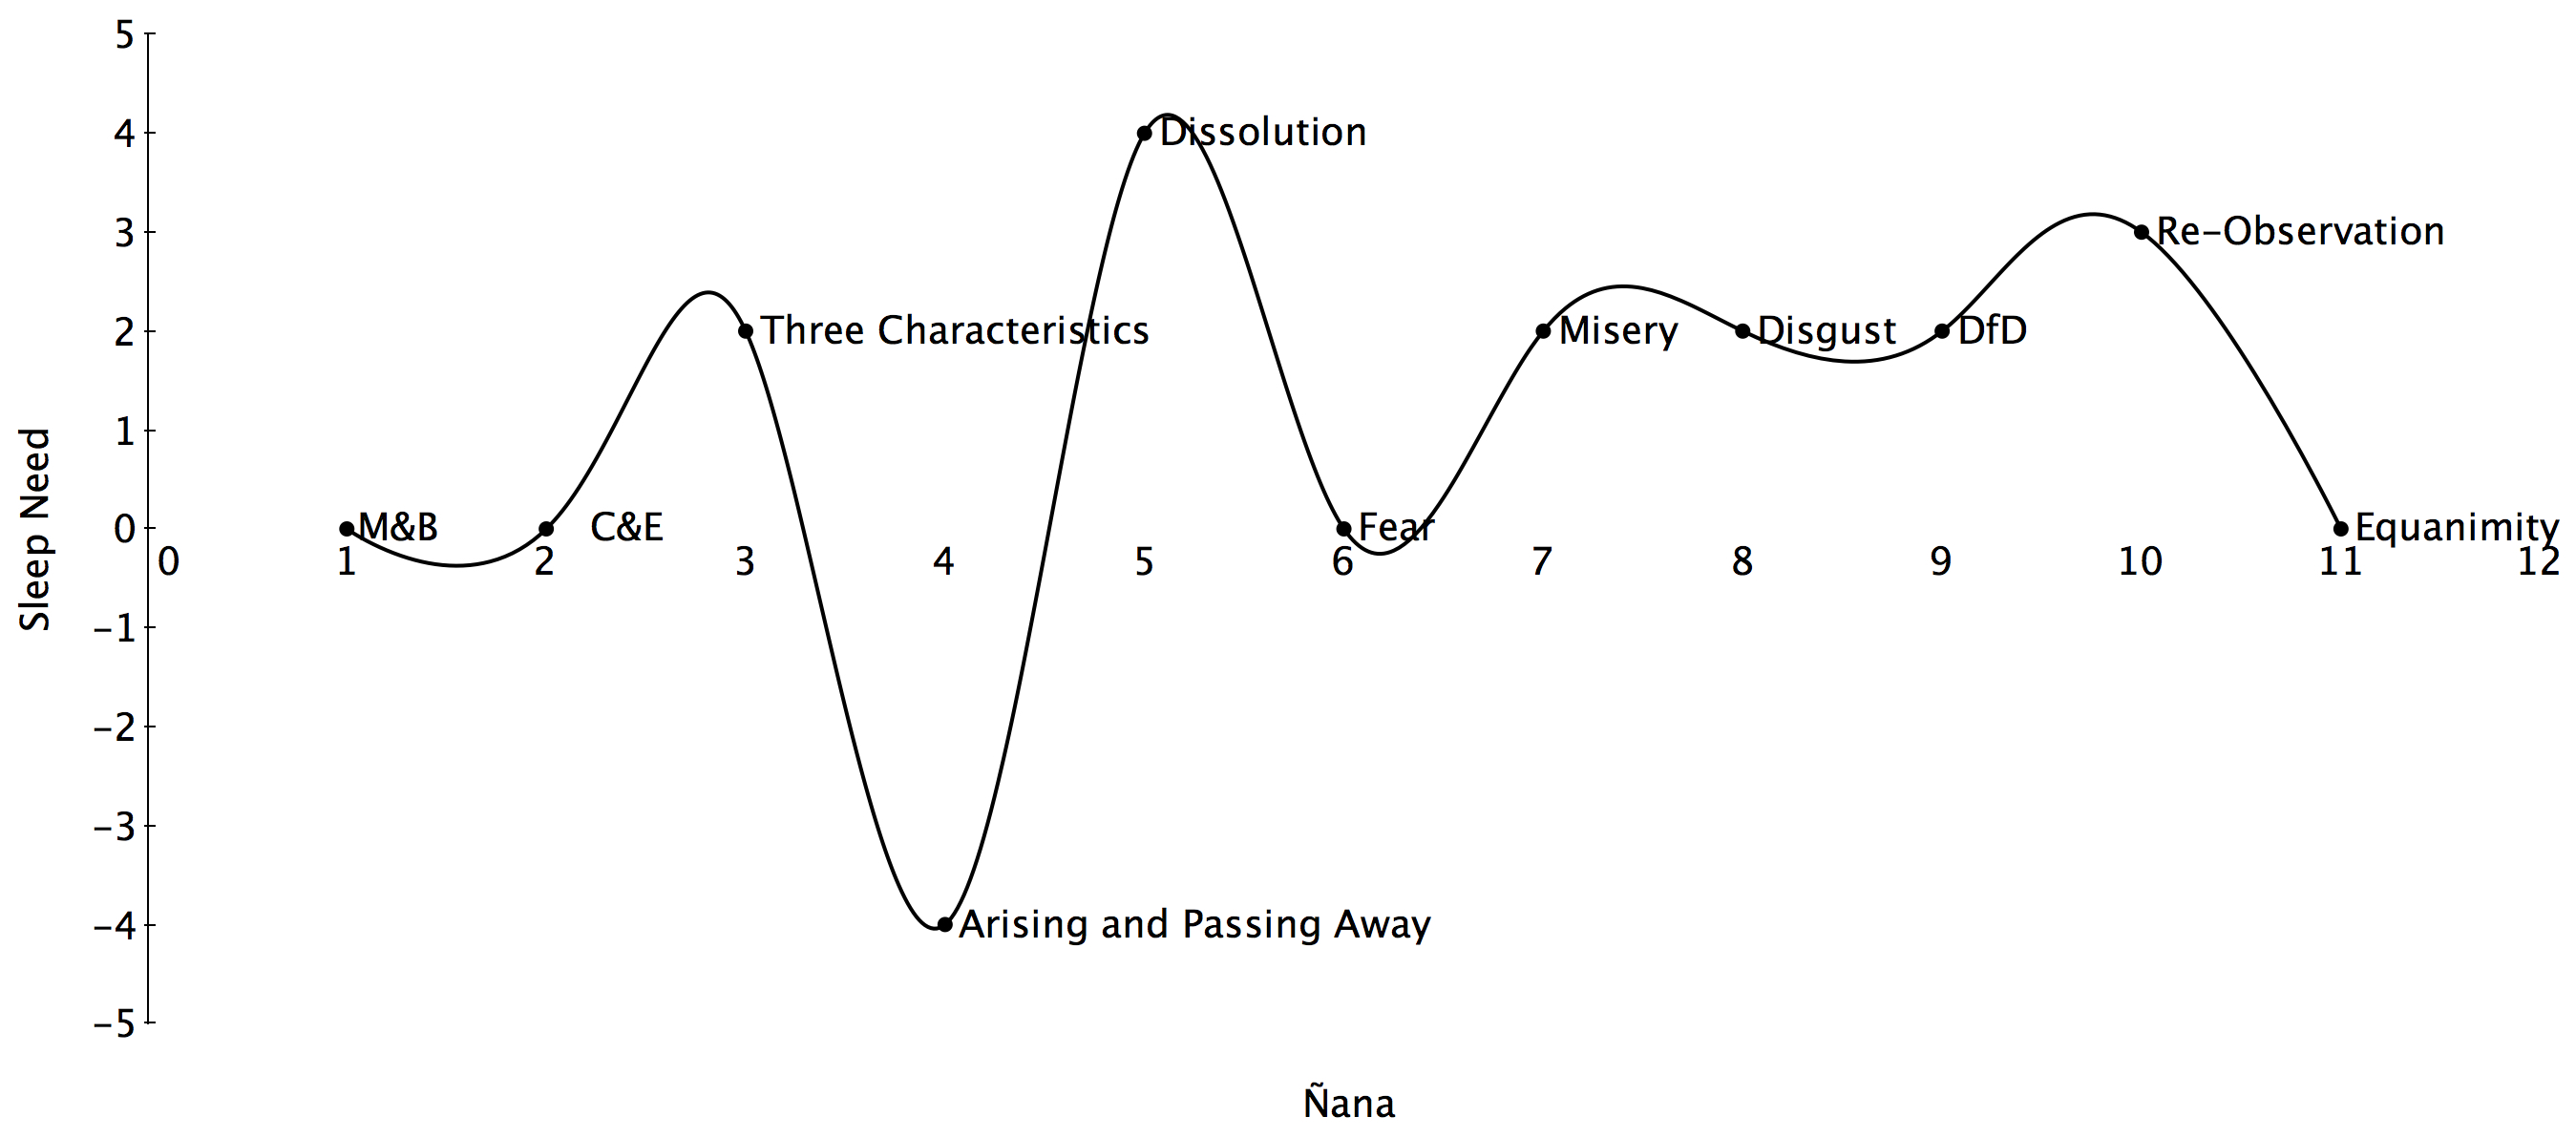 5
4
Dissolution
3
Re-Observation
2
Three Characteristics
Misery
Disgust
DfD
1
0
M&B
C&E
Fear
Equanimity
0 1 2 3 4 5 6 7 8 9 10 11 12
-1
-2
-3
-4
Arising and Passing Away
-5
Sleep Need
Ñana